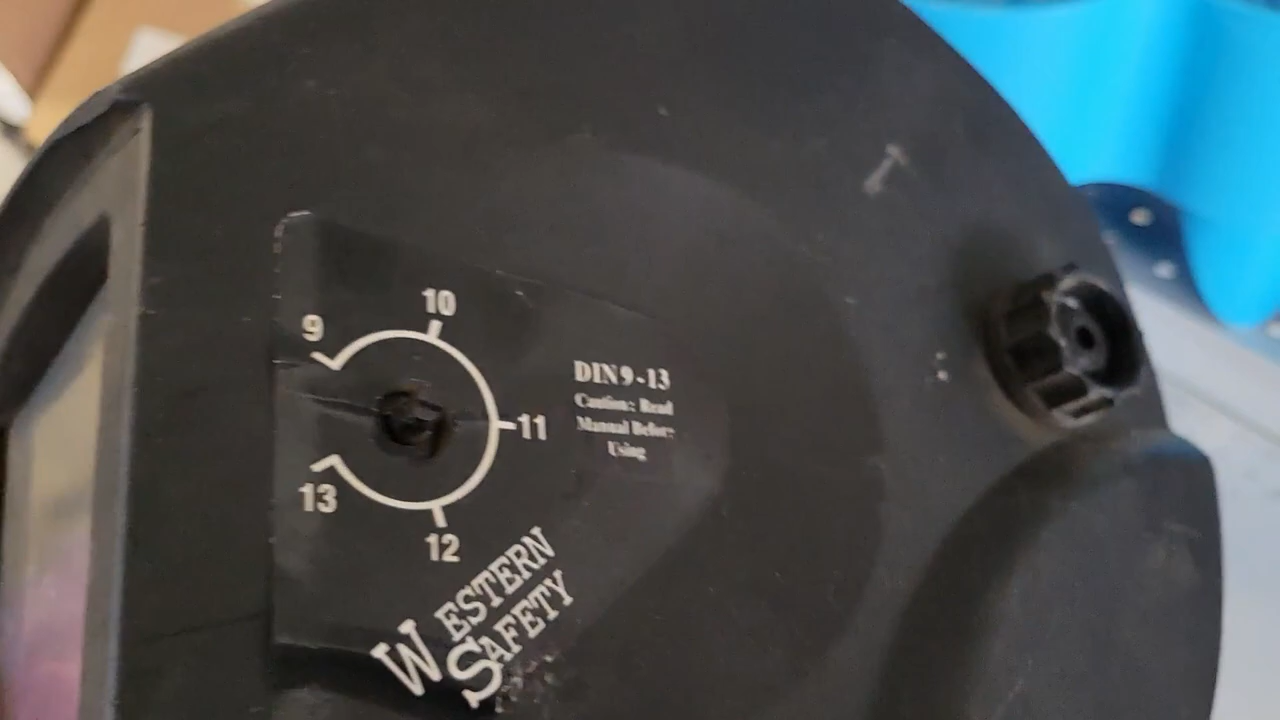 10
9
11
13
12
DIN 9-13
Caution: Read
Manual Before
Using
WESTERN
SAFETY